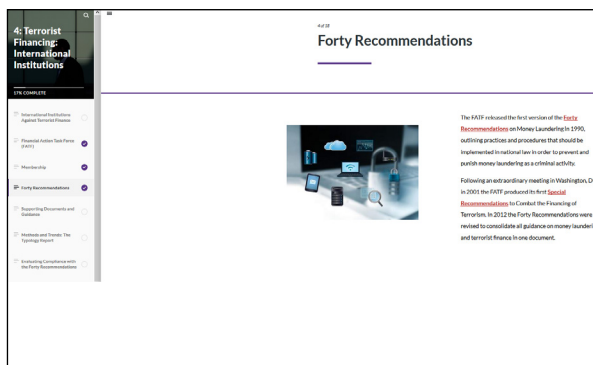 4: Terrorist
Financing:
International
Institutions
17% COMPLETE
International Institutions
Against Terrorist Finance
Financial Action Task Force
(FATF)
Membership
Forty Recommendations
Supporting Documents and
Guidance
Methods and Trends: The
Typology Report
Evaluating Compliance with
the Forty Recommendations
4 of 18
Forty Recommendations
The FATF released the first version of the Forty
Recommendations on Money Laundering in 1990,
outlining practices and procedures that should be
implemented in national law in order to prevent and
punish money laundering as a criminal activity.
Following an extraordinary meeting in Washington, D
in 2001 the FATF produced its first Special
Recommendations to Combat the Financing of
Terrorism. In 2012 the Forty Recommendations were
revised to consolidate all guidance on money launderi
and terrorist finance in one document.